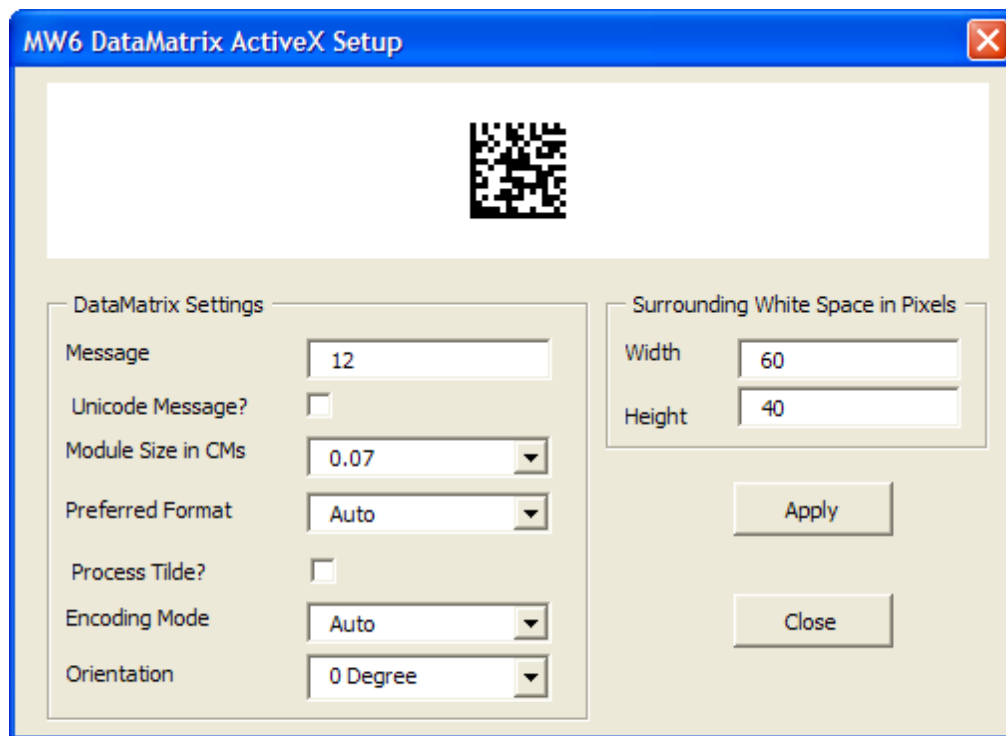 MW6 DataMatrix ActiveX Setup
DataMatrix Settings
Message 12
Unicode Message?
Module Size in CMs 0.07
Preferred Format Auto
Process Tilde?
Encoding Mode Auto
Orientation 0 Degree
Surrounding White Space in Pixels
Width 60
Height 40
Apply
Close